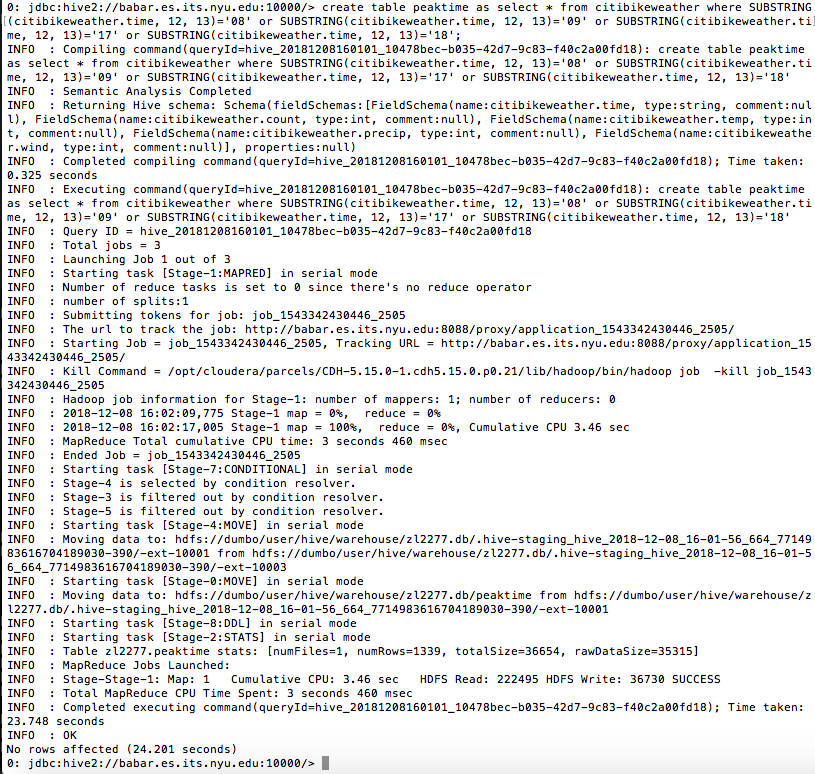 0: jdbc:hive2://babar.es.its.nyu.edu:10000/> create table peaktime as select * from citibikeweather where SUBSTRING
(citibikeweather.time, 12, 13)='08' or SUBSTRING(citibikeweather.time, 12, 13)='09' or SUBSTRING(citibikeweather.ti
me, 12, 13)='17' or SUBSTRING(citibikeweather.time, 12, 13)='18';
INFO  : Compiling command(queryId=hive_20181208160101_10478bec-b035-42d7-9c83-f40c2a00fd18): create table peaktime
as select * from citibikeweather where SUBSTRING(citibikeweather.time, 12, 13)='08' or SUBSTRING(citibikeweather.ti
me, 12, 13)='09' or SUBSTRING(citibikeweather.time, 12, 13)='17' or SUBSTRING(citibikeweather.time, 12, 13)='18'
INFO  : Semantic Analysis Completed
INFO  : Returning Hive schema: Schema(fieldSchemas:[FieldSchema(name:citibikeweather.time, type:string, comment:nul
l), FieldSchema(name:citibikeweather.count, type:int, comment:null), FieldSchema(name:citibikeweather.temp, type:in
t, comment:null), FieldSchema(name:citibikeweather.precip, type:int, comment:null), FieldSchema(name:citibikeweathe
r.wind, type:int, comment:null)], properties:null)
INFO  : Completed compiling command(queryId=hive_20181208160101_10478bec-b035-42d7-9c83-f40c2a00fd18); Time taken:
0.325 seconds
INFO  : Executing command(queryId=hive_20181208160101_10478bec-b035-42d7-9c83-f40c2a00fd18): create table peaktime
as select * from citibikeweather where SUBSTRING(citibikeweather.time, 12, 13)='08' or SUBSTRING(citibikeweather.ti
me, 12, 13)='09' or SUBSTRING(citibikeweather.time, 12, 13)='17' or SUBSTRING(citibikeweather.time, 12, 13)='18'
INFO  : Query ID = hive_20181208160101_10478bec-b035-42d7-9c83-f40c2a00fd18
INFO  : Total jobs = 3
INFO  : Launching Job 1 out of 3
INFO  : Starting task [Stage-1:MAPRED] in serial mode
INFO  : Number of reduce tasks is set to 0 since there's no reduce operator
INFO  : number of splits:1
INFO  : Submitting tokens for job: job_1543342430446_2505
INFO  : The url to track the job: http://babar.es.its.nyu.edu:8088/proxy/application_1543342430446_2505/
INFO  : Starting Job = job_1543342430446_2505, Tracking URL = http://babar.es.its.nyu.edu:8088/proxy/application_15
43342430446_2505/
INFO  : Kill Command = /opt/cloudera/parcels/CDH-5.15.0-1.cdh5.15.0.p0.21/lib/hadoop/bin/hadoop job  -kill job_1543
342430446_2505
INFO  : Hadoop job information for Stage-1: number of mappers: 1; number of reducers: 0
INFO  : 2018-12-08 16:02:09,775 Stage-1 map = 0%,  reduce = 0%
INFO  : 2018-12-08 16:02:17,005 Stage-1 map = 100%,  reduce = 0%, Cumulative CPU 3.46 sec
INFO  : MapReduce Total cumulative CPU time: 3 seconds 460 msec
INFO  : Ended Job = job_1543342430446_2505
INFO  : Starting task [Stage-7:CONDITIONAL] in serial mode
INFO  : Stage-4 is selected by condition resolver.
INFO  : Stage-3 is filtered out by condition resolver.
INFO  : Stage-5 is filtered out by condition resolver.
INFO  : Starting task [Stage-4:MOVE] in serial mode
INFO  : Moving data to: hdfs://dumbo/user/hive/warehouse/zl2277.db/.hive-staging_hive_2018-12-08_16-01-56_664_77149
83616704189030-390/-ext-10001 from hdfs://dumbo/user/hive/warehouse/zl2277.db/.hive-staging_hive_2018-12-08_16-01-5
6_664_7714983616704189030-390/-ext-10003
INFO  : Starting task [Stage-0:MOVE] in serial mode
INFO  : Moving data to: hdfs://dumbo/user/hive/warehouse/zl2277.db/peaktime from hdfs://dumbo/user/hive/warehouse/z
l2277.db/.hive-staging_hive_2018-12-08_16-01-56_664_7714983616704189030-390/-ext-10001
INFO  : Starting task [Stage-8:DDL] in serial mode
INFO  : Starting task [Stage-2:STATS] in serial mode
INFO  : Table zl2277.peaktime stats: [numFiles=1, numRows=1339, totalSize=36654, rawDataSize=35315]
INFO  : MapReduce Jobs Launched:
INFO  : Stage-Stage-1: Map: 1   Cumulative CPU: 3.46 sec   HDFS Read: 222495 HDFS Write: 36730 SUCCESS
INFO  : Total MapReduce CPU Time Spent: 3 seconds 460 msec
INFO  : Completed executing command(queryId=hive_20181208160101_10478bec-b035-42d7-9c83-f40c2a00fd18); Time taken:
23.748 seconds
INFO  : OK
No rows affected (24.201 seconds)
0: jdbc:hive2://babar.es.its.nyu.edu:10000/>